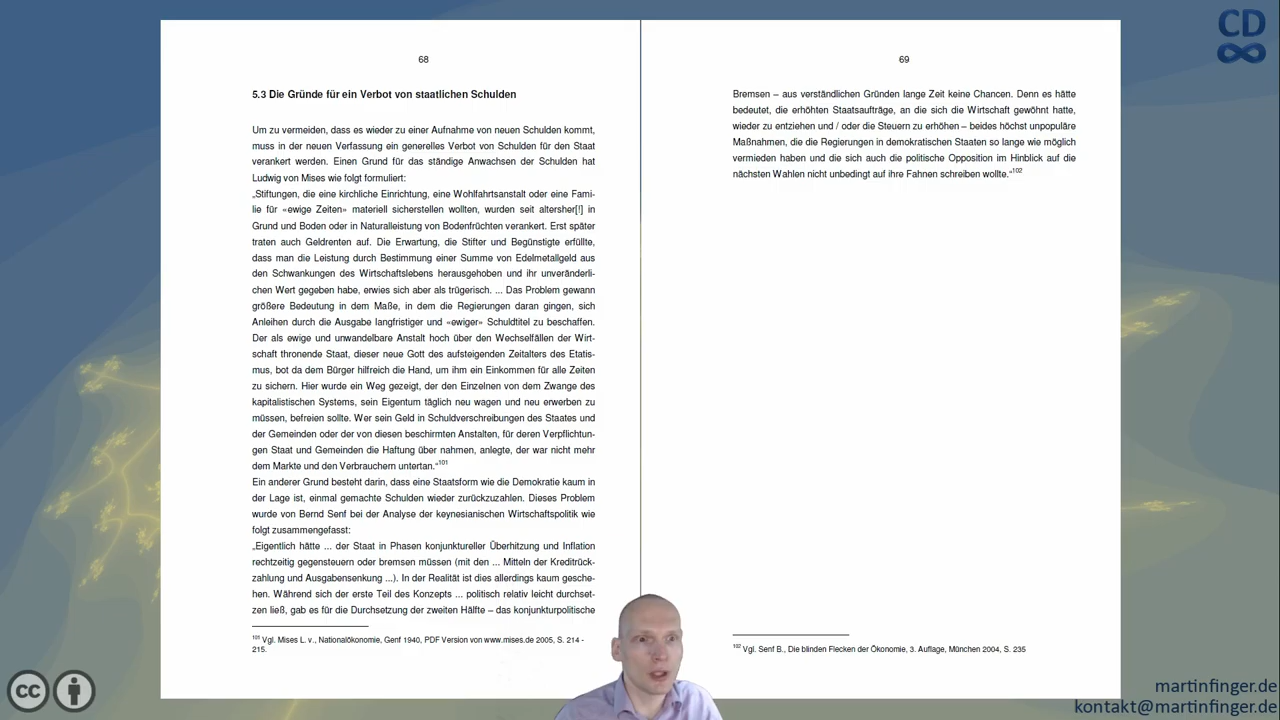 68
5.3 Die Gründe für ein Verbot von staatlichen Schulden
Um zu vermeiden, dass es wieder zu einer Aufnahme von neuen Schulden kommt,
muss in der neuen Verfassung ein generelles Verbot von Schulden für den Staat
verankert werden. Einen Grund für das ständige Anwachsen der Schulden hat
Ludwig von Mises wie folgt formuliert:
„Stiftungen, die eine kirchliche Einrichtung, eine Wohlfahrtsanstalt oder eine Fami-
lie für «ewige Zeiten» materiell sicherstellen wollten, wurden seit altersher[!] in
Grund und Boden oder in Naturalleistung von Bodenfrüchten verankert. Erst später
traten auch Geldrenten auf. Die Erwartung, die Stifter und Begünstigte erfüllte,
dass man die Leistung durch Bestimmung einer Summe von Edelmetallgeld aus
den Schwankungen des Wirtschaftslebens herausgehoben und ihr unveränderli-
chen Wert gegeben habe, erwies sich aber als trügerisch. ... Das Problem gewann
größere Bedeutung in dem Maße, in dem die Regierungen daran gingen, sich
Anleihen durch die Ausgabe langfristiger und «ewiger» Schuldtitel zu beschaffen.
Der als ewige und unwandelbare Anstalt hoch über den Wechselfällen der Wirt-
schaft thronende Staat, dieser neue Gott des aufsteigenden Zeitalters des Etatis-
mus, bot da dem Bürger hilfreich die Hand, um ihm ein Einkommen für alle Zeiten
zu sichern. Hier wurde ein Weg gezeigt, der den Einzelnen von dem Zwange des
kapitalistischen Systems, sein Eigentum täglich neu wagen und neu erwerben zu
müssen, befreien sollte. Wer sein Geld in Schuldverschreibungen des Staates und
der Gemeinden oder der von diesen beschirmten Anstalten, für deren Verpflichtun-
gen Staat und Gemeinden die Haftung über nahmen, anlegte, der war nicht mehr
dem Markte und den Verbrauchern untertan.“101
Ein anderer Grund besteht darin, dass eine Staatsform wie die Demokratie kaum in
der Lage ist, einmal gemachte Schulden wieder zurückzuzahlen. Dieses Problem
wurde von Bernd Senf bei der Analyse der keynesianischen Wirtschaftspolitik wie
folgt zusammengefasst:
„Eigentlich hätte ... der Staat in Phasen konjunktureller Überhitzung und Inflation
rechtzeitig gegensteuern oder bremsen müssen (mit den ... Mitteln der Kreditrück-
zahlung und Ausgabensenkung ...). In der Realität ist dies allerdings kaum gesche-
hen. Während sich der erste Teil des Konzepts ... politisch relativ leicht durchset-
zen ließ, gab es für die Durchsetzung der zweiten Hälfte – das konjunkturpolitische
101 Vgl. Mises L. v., Nationalökonomie, Genf 1940, PDF Version von www.mises.de 2005, S. 214 -
215.
69
Bremsen – aus verständlichen Gründen lange Zeit keine Chancen. Denn es hätte
bedeutet, die erhöhten Staatsaufträge, an die sich die Wirtschaft gewöhnt hatte,
wieder zu entziehen und / oder die Steuern zu erhöhen – beides höchst unpopuläre
Maßnahmen, die die Regierungen in demokratischen Staaten so lange wie möglich
vermieden haben und die sich auch die politische Opposition im Hinblick auf die
nächsten Wahlen nicht unbedingt auf ihre Fahnen schreiben wollte.“102
102 Vgl. Senf B., Die blinden Flecken der Ökonomie, 3. Auflage, München 2004, S. 235
CD
∞
cc
martinfinger.de
kontakt@martinfinger.de